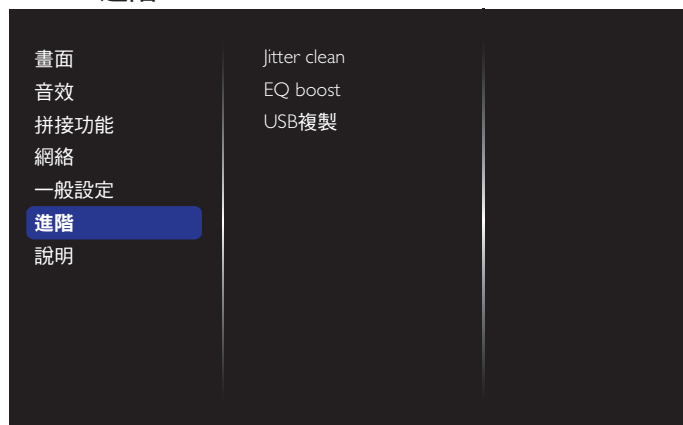 畫面
音效
拼接功能
網絡
一般設定
進階
說明
Jitter clean
EQ boost
USB複製